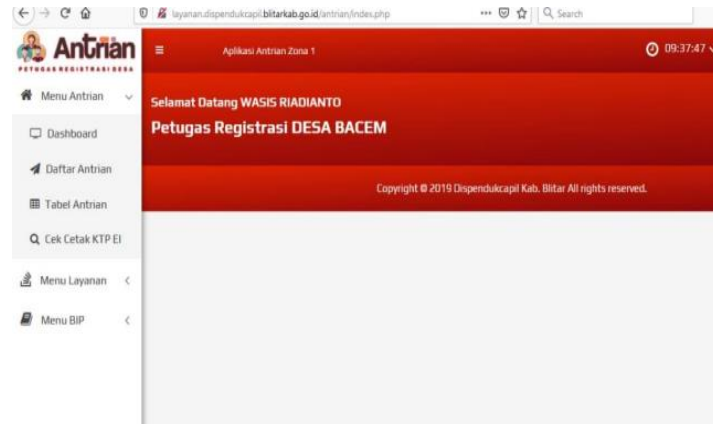 layanan.dispendukcapil.blitarkab.go.id/antrian/index.php
Search
Antrian
PETUGAS REGISTRASI DESA
Aplikasi Antrian Zona 1
09:37:47
Menu Antrian
Selamat Datang WASIS RIADIANTO
Petugas Registrasi DESA BACEM
Dashboard
Daftar Antrian
Tabel Antrian
Cek Cetak KTP El
Copyright © 2019 Dispendukcapil Kab. Blitar All rights reserved.
Menu Layanan
Menu BIP